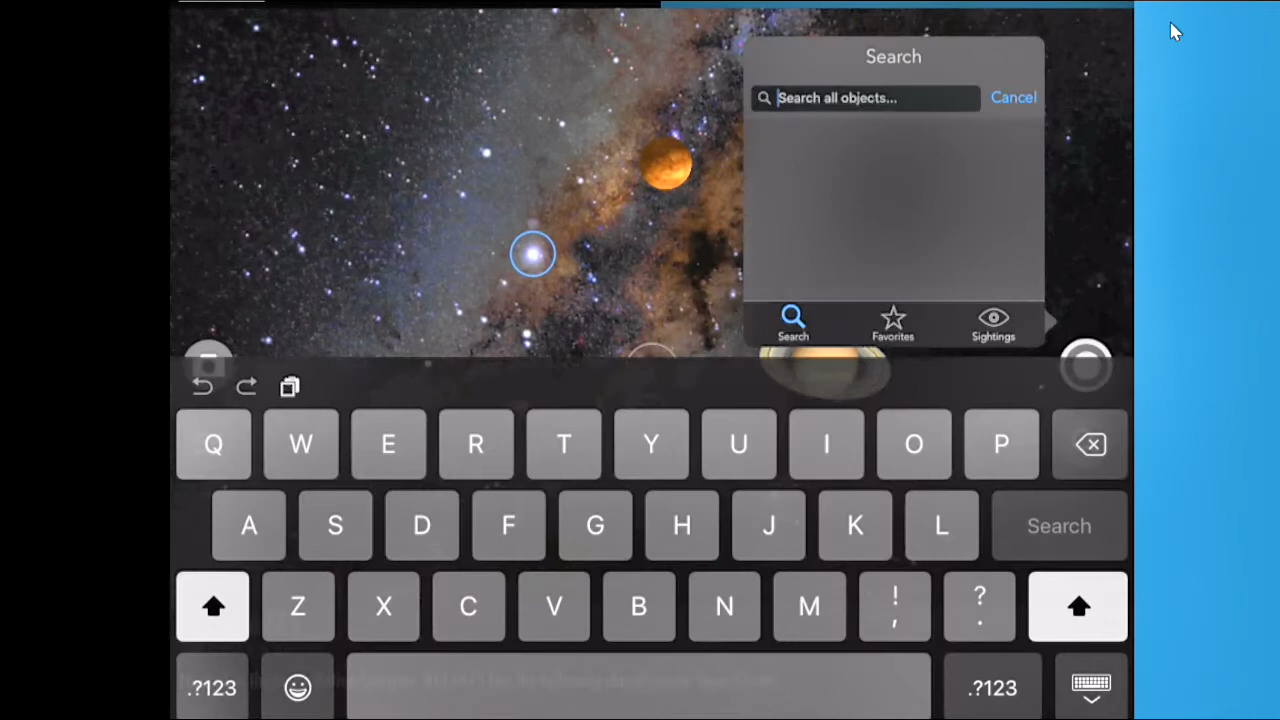 Search
Search all objects... Cancel
Search Favorites Sightings
Q W E R T Y U I O P
A S D F G H J K L Search
Z X C V B N M ! , ? .
.?123 .?123